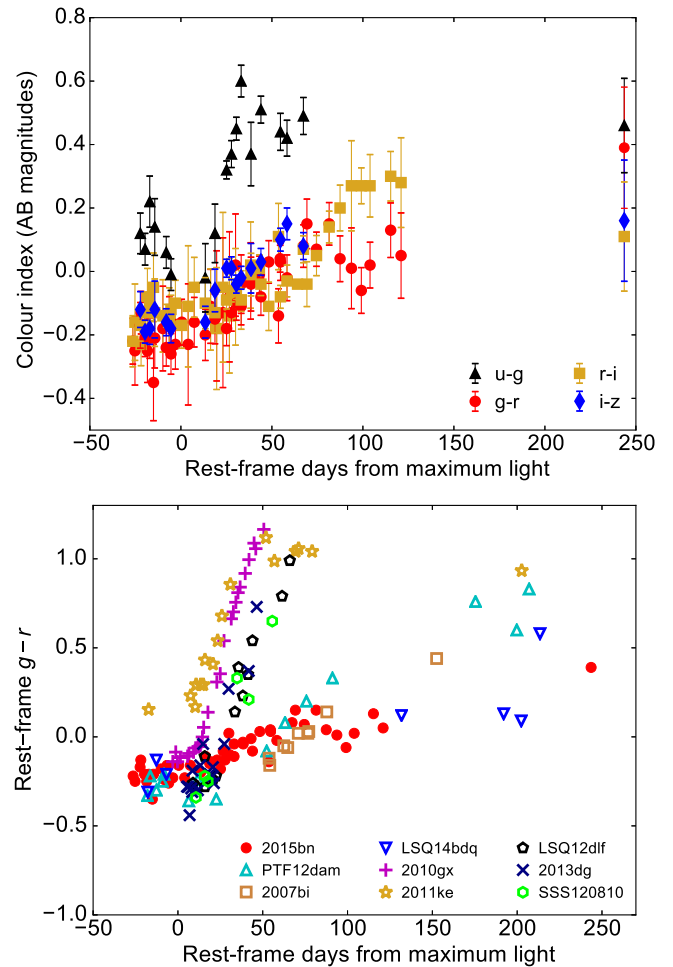 0.8
0.6
0.4
0.2
0.0
−0.2
−0.4
Colour index (AB magnitudes)
u-g
r-i
g-r
i-z
−50
0
50
100
150
200
250
Rest-frame days from maximum light
1.0
0.5
0.0
−0.5
−1.0
Rest−frame g − r
2015bn
LSQ14bdq
LSQ12dlf
PTF12dam
2010gx
2013dg
2007bi
2011ke
SSS120810
−50
0
50
100
150
200
250
Rest-frame days from maximum light